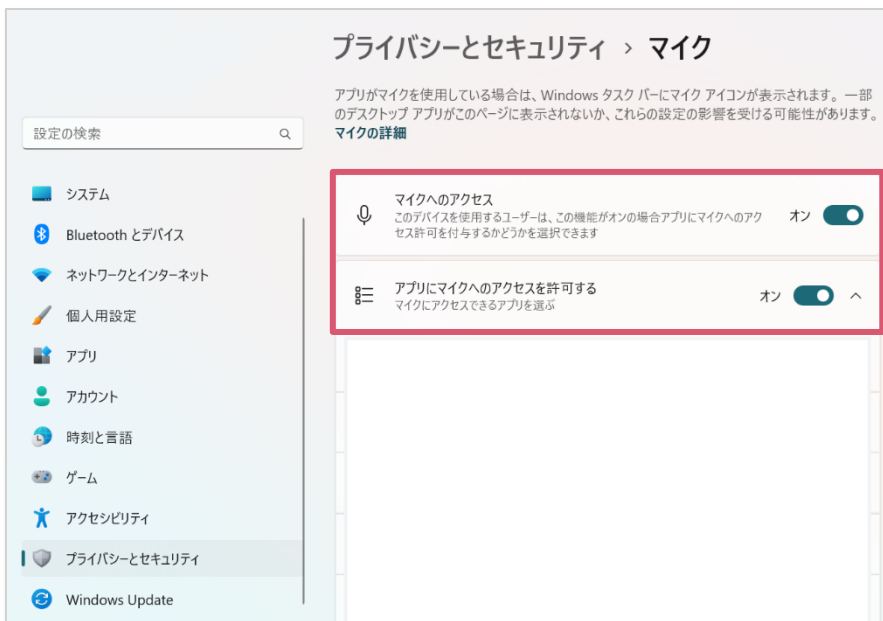 プライバシーとセキュリティ › マイク
アプリがマイクを使用している場合は、Windows タスク バーにマイク アイコンが表示されます。一部
のデスクトップ アプリがこのページに表示されないか、これらの設定の影響を受ける可能性があります。
マイクの詳細
設定の検索
システム
Bluetooth とデバイス
ネットワークとインターネット
個人用設定
アプリ
アカウント
時刻と言語
ゲーム
アクセシビリティ
プライバシーとセキュリティ
Windows Update
マイクへのアクセス
このデバイスを使用するユーザーは、この機能がオンの場合アプリにマイクへのアク
セス許可を付与するかどうかを選択できます
オン
アプリにマイクへのアクセスを許可する
マイクにアクセスできるアプリを選ぶ
オン